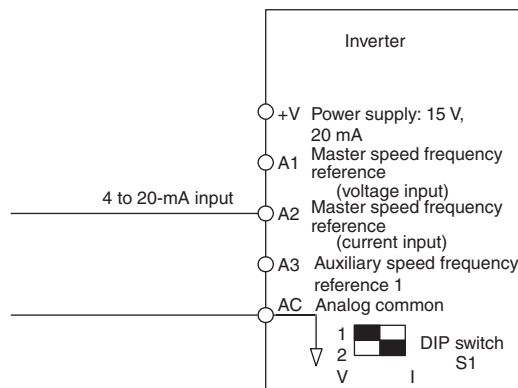 Inverter
+V Power supply: 15 V,
20 mA
A1 Master speed frequency
reference
(voltage input)
4 to 20-mA input
A2 Master speed frequency
reference
(current input)
A3 Auxiliary speed frequency
reference 1
AC Analog common
1
2
DIP switch
S1
V I